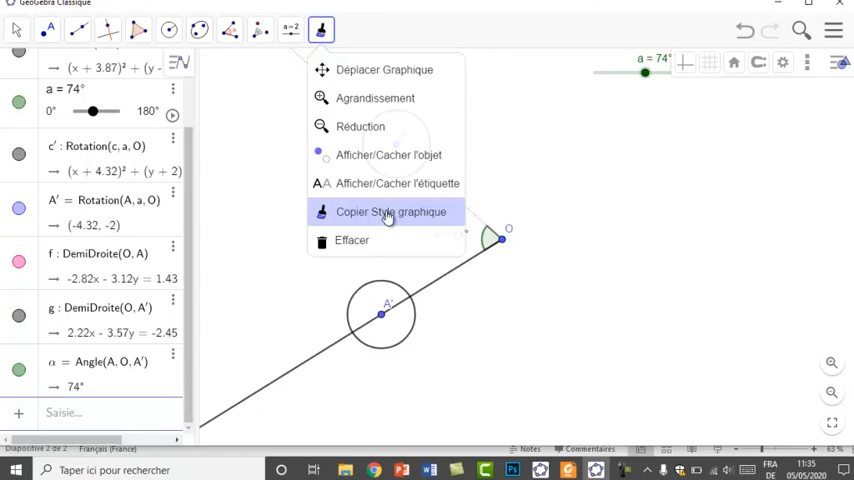 GeoGebra Classique
a=2
→ (x + 3.87)² + (y -
a = 74°
0°
180°
c′ : Rotation(c, a, O)
→ (x + 4.32)² + (y + 2)
A′ = Rotation(A, a, O)
→ (-4.32, -2)
f : DemiDroite(O, A)
→ -2.82x - 3.12y = 1.43
g : DemiDroite(O, A′)
→ 2.22x - 3.57y = -2.45
α = Angle(A, O, A′)
→ 74°
Saisie…
Déplacer Graphique
Agrandissement
Réduction
Afficher/Cacher l'objet
AA Afficher/Cacher l'étiquette
Copier Style graphique
Effacer
a = 74°
O
A'
Diapositive 2 de 2
Français (France)
Notes
Commentaires
63 %
Taper ici pour rechercher
FRA
DE
11:35
05/05/2020